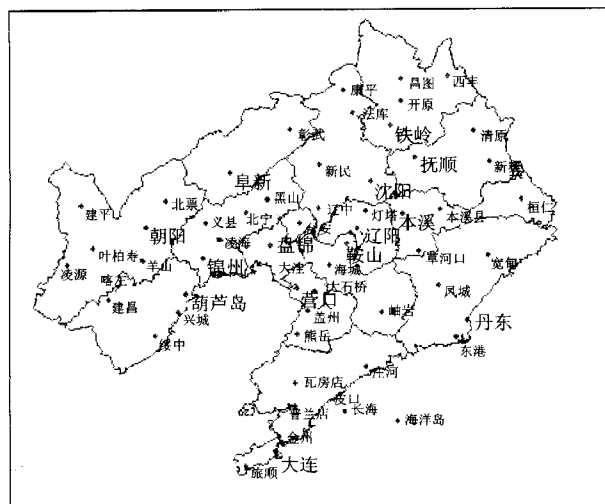 康平
昌图
西丰
开原
法库
铁岭
彰武
清原
抚顺
新民
新宾
阜新
沈阳
黑山
桓仁
北票
建平
辽中
灯塔
本溪
本溪县
北宁
义县
朝阳
辽阳
凌海
盘锦
鞍山
叶柏寿
草河口
宽甸
羊山
锦州
大洼
海城
凌源
喀左
大石桥
凤城
葫芦岛
营口
建昌
岫岩
盖州
兴城
丹东
熊岳
绥中
东港
庄河
瓦房店
皮口
长海
普兰店
海洋岛
金州
大连
旅顺